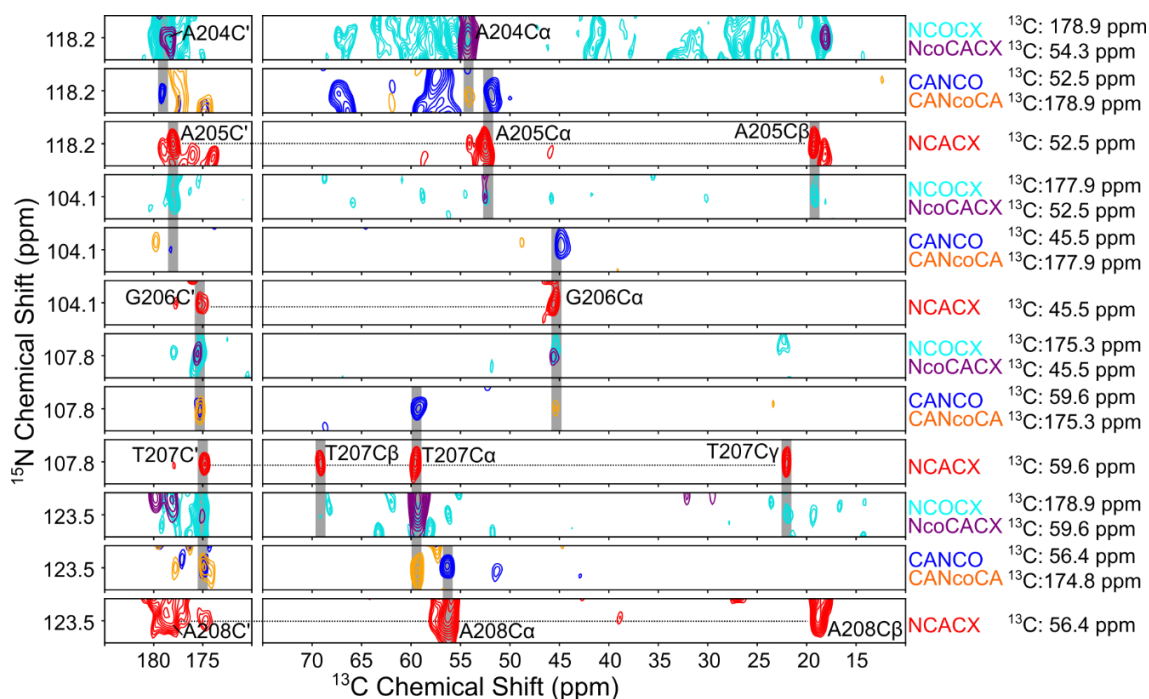 118.2
A204C'
A204Cα
NCOCX
¹³C: 178.9 ppm
NcoCACX
¹³C: 54.3 ppm
118.2
CANCO
¹³C: 52.5 ppm
CANcoCA
¹³C:178.9 ppm
118.2
A205C'
A205Cα
A205Cβ
NCACX
¹³C: 52.5 ppm
104.1
NCOCX
¹³C:177.9 ppm
NcoCACX
¹³C: 52.5 ppm
104.1
CANCO
¹³C: 45.5 ppm
CANcoCA
¹³C:177.9 ppm
104.1
G206C'
G206Cα
NCACX
¹³C: 45.5 ppm
107.8
NCOCX
¹³C:175.3 ppm
NcoCACX
¹³C: 45.5 ppm
107.8
CANCO
¹³C: 59.6 ppm
CANcoCA
¹³C:175.3 ppm
107.8
T207C'
T207Cβ
T207Cα
T207Cγ
NCACX
¹³C: 59.6 ppm
123.5
NCOCX
¹³C:178.9 ppm
NcoCACX
¹³C: 59.6 ppm
123.5
CANCO
¹³C: 56.4 ppm
CANcoCA
¹³C: 174.8 ppm
123.5
A208C'
A208Cα
A208Cβ
NCACX
¹³C: 56.4 ppm
180 175 70 65 60 55 50 45 40 35 30 25 20 15
¹³C Chemical Shift (ppm)
¹⁵N Chemical Shift (ppm)